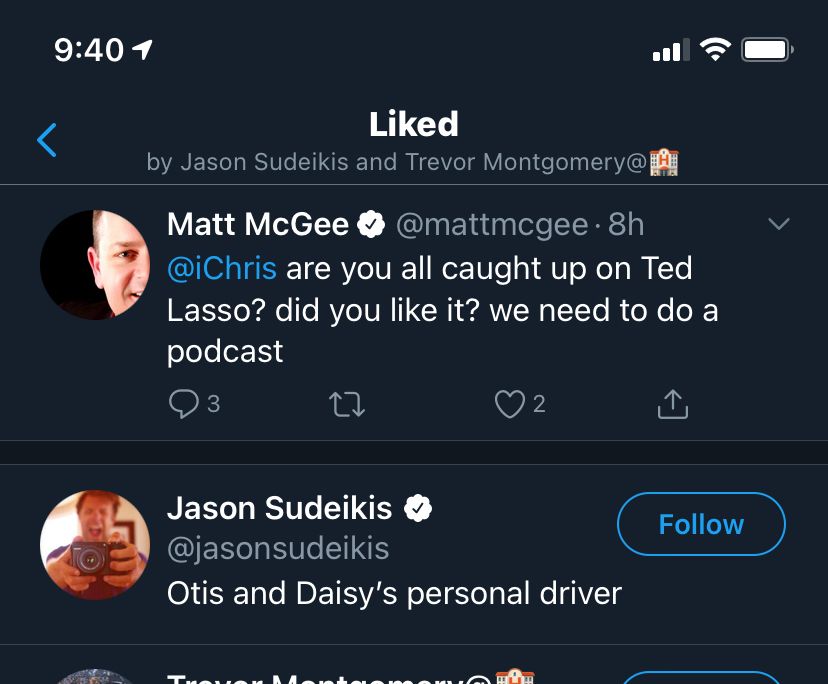 9:40
Liked
by Jason Sudeikis and Trevor Montgomery@🏨
Matt McGee @mattmcgee · 8h
@iChris are you all caught up on Ted
Lasso? did you like it? we need to do a
podcast
3 2
Jason Sudeikis
Follow
@jasonsudeikis
Otis and Daisy’s personal driver
Trevor Montgomery@🏨